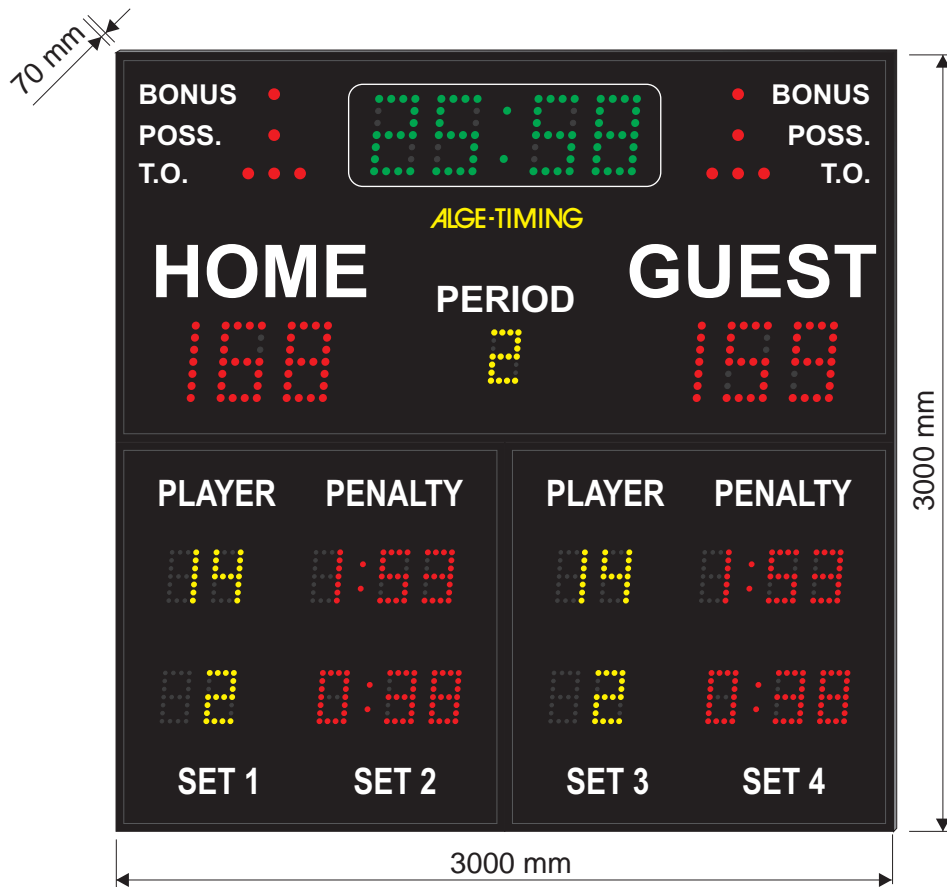 70 mm
BONUS
POSS.
T.O.
25:58
BONUS
POSS.
T.O.
ALGE-TIMING
HOME
GUEST
PERIOD
168
2
159
PLAYER PENALTY
14 1:53
2 0:38
SET 1 SET 2
PLAYER PENALTY
14 1:53
2 0:38
SET 3 SET 4
3000 mm
3000 mm